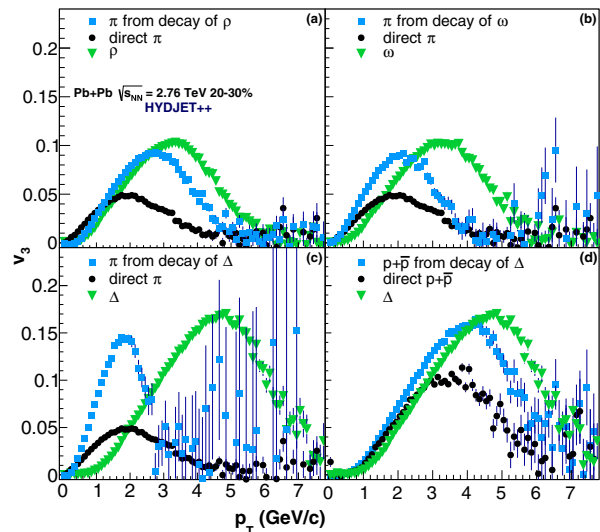 π from decay of ρ (a)
direct π
ρ
Pb+Pb √sNN = 2.76 TeV 20-30%
HYDJET++
π from decay of ω (b)
direct π
ω
0.2
0.15
0.1
0.05
0
v3
π from decay of Δ (c)
direct π
Δ
p+p̅ from decay of Δ (d)
direct p+p̅
Δ
0.2
0.15
0.1
0.05
0
0 1 2 3 4 5 6 7
0 1 2 3 4 5 6 7
pT (GeV/c)